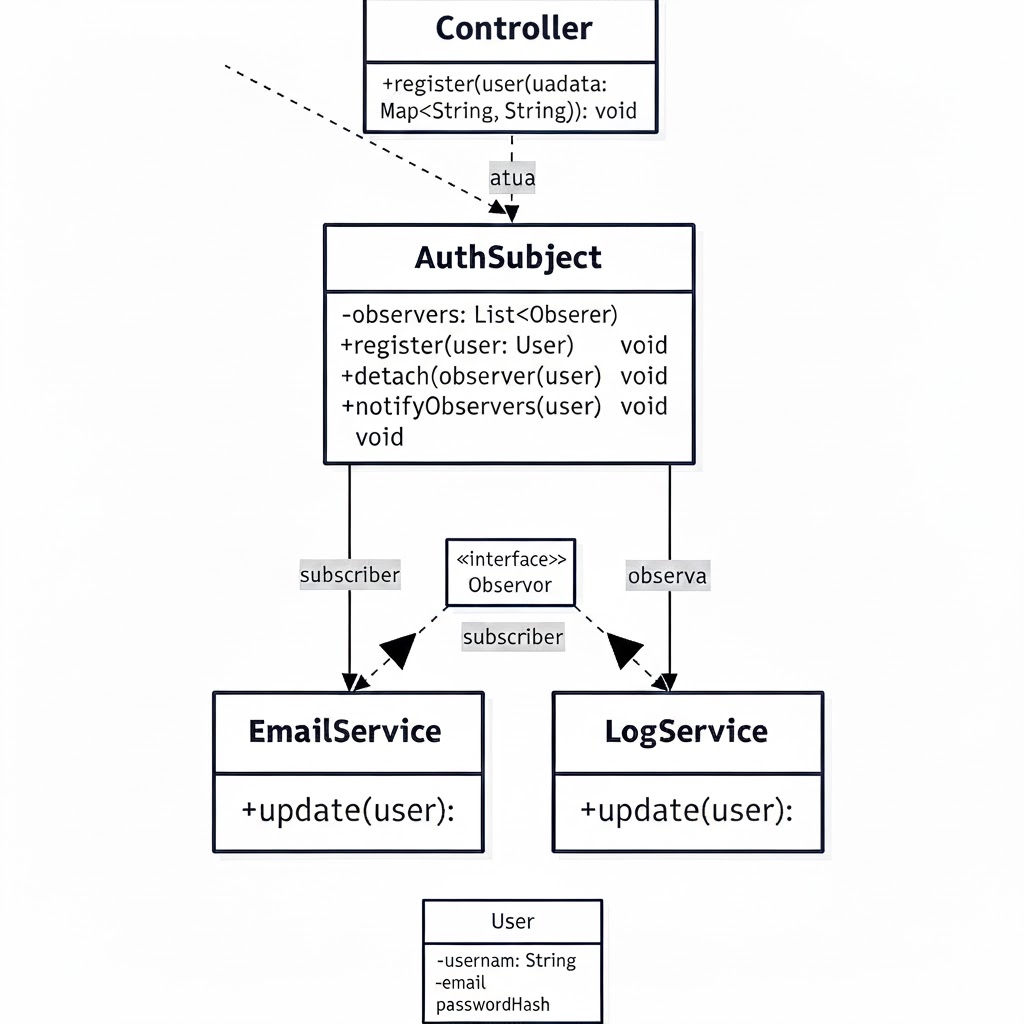 Controller
+register(user(uadata:
Map<String, String)): void
atua
AuthSubject
-observers: List<Obserer)
+register(user: User) void
+detach(observer(user) void
+notifyObservers(user) void
void
subscriber
«interface>>
Observor
observa
subscriber
EmailService
+update(user):
LogService
+update(user):
User
-usernam: String
-email
passwordHash